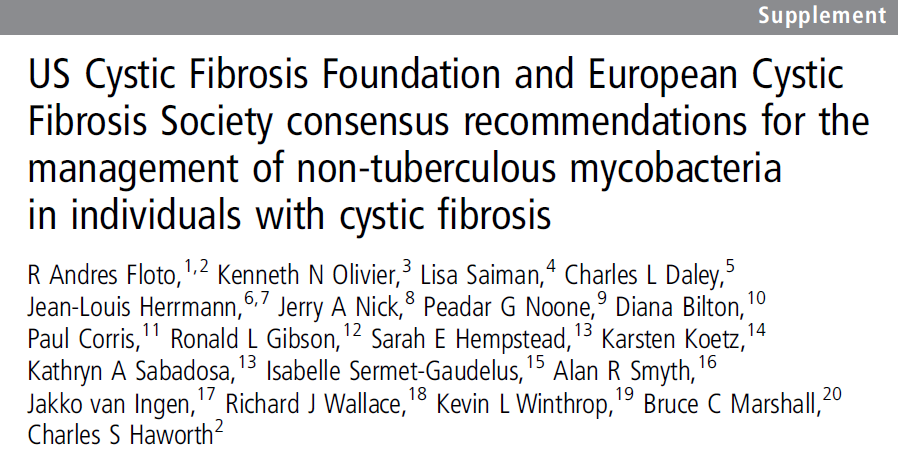 Supplement
US Cystic Fibrosis Foundation and European Cystic
Fibrosis Society consensus recommendations for the
management of non-tuberculous mycobacteria
in individuals with cystic fibrosis
R Andres Floto,1,2 Kenneth N Olivier,3 Lisa Saiman,4 Charles L Daley,5
Jean-Louis Herrmann,6,7 Jerry A Nick,8 Peadar G Noone,9 Diana Bilton,10
Paul Corris,11 Ronald L Gibson,12 Sarah E Hempstead,13 Karsten Koetz,14
Kathryn A Sabadosa,13 Isabelle Sermet-Gaudelus,15 Alan R Smyth,16
Jakko van Ingen,17 Richard J Wallace,18 Kevin L Winthrop,19 Bruce C Marshall,20
Charles S Haworth2